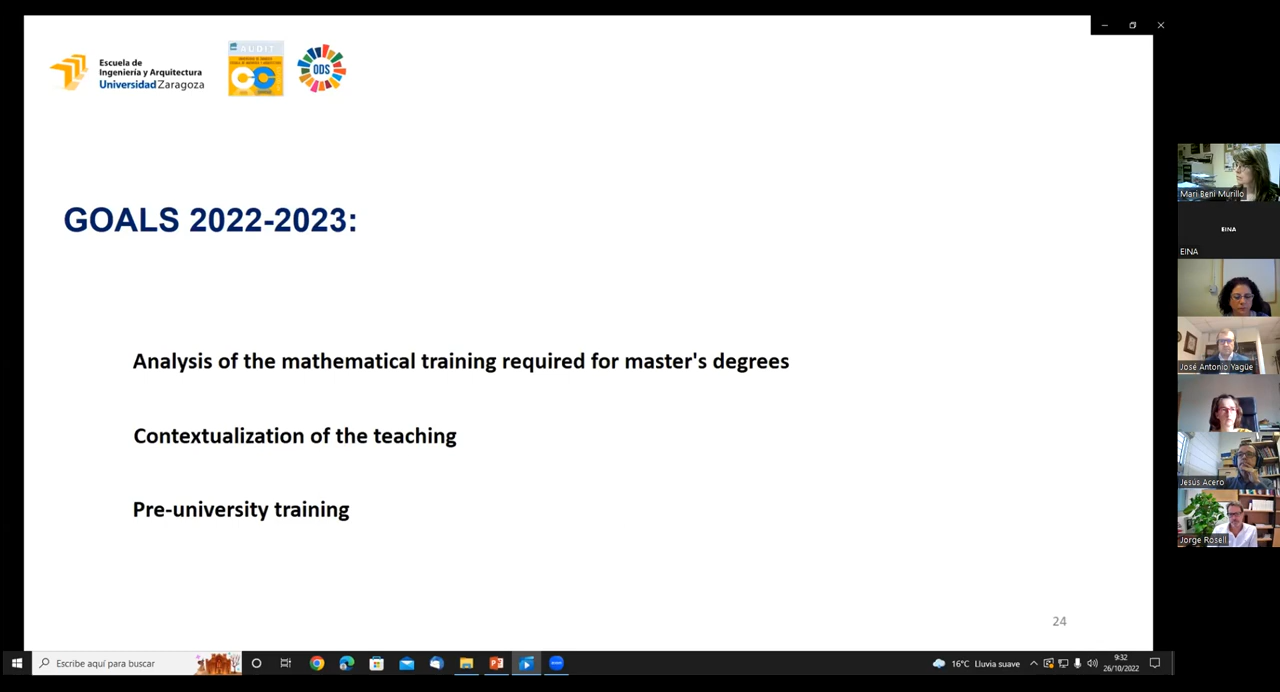 Escuela de
Ingeniería y Arquitectura
Universidad Zaragoza
AUDIT
ODS
GOALS 2022-2023:
Analysis of the mathematical training required for master's degrees
Contextualization of the teaching
Pre-university training
24
Mari Beni Murillo
EINA
EINA
José Antonio Yagüe
Jesús Acero
Jorge Rosell
Escribe aquí para buscar
16°C Lluvia suave
9:32
26/10/2022